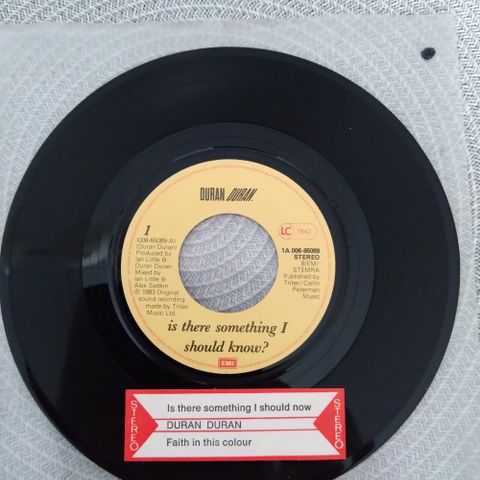 DURAN DURAN
1
(006-65089-A)
(Duran Duran)
Produced by
Ian Little &
Duran Duran
Mixed by
Ian Little &
Alex Sadkin
℗ 1983 Original
sound recording
made by Tritec
Music Ltd.
LC 0542
1A 006-65089
STEREO
BIEM/
STEMRA
Published by
Tritec/Carlin
Peterman
Music
is there something I
should know?
EMI
STEREO
Is there something I should now
DURAN DURAN
Faith in this colour
STEREO